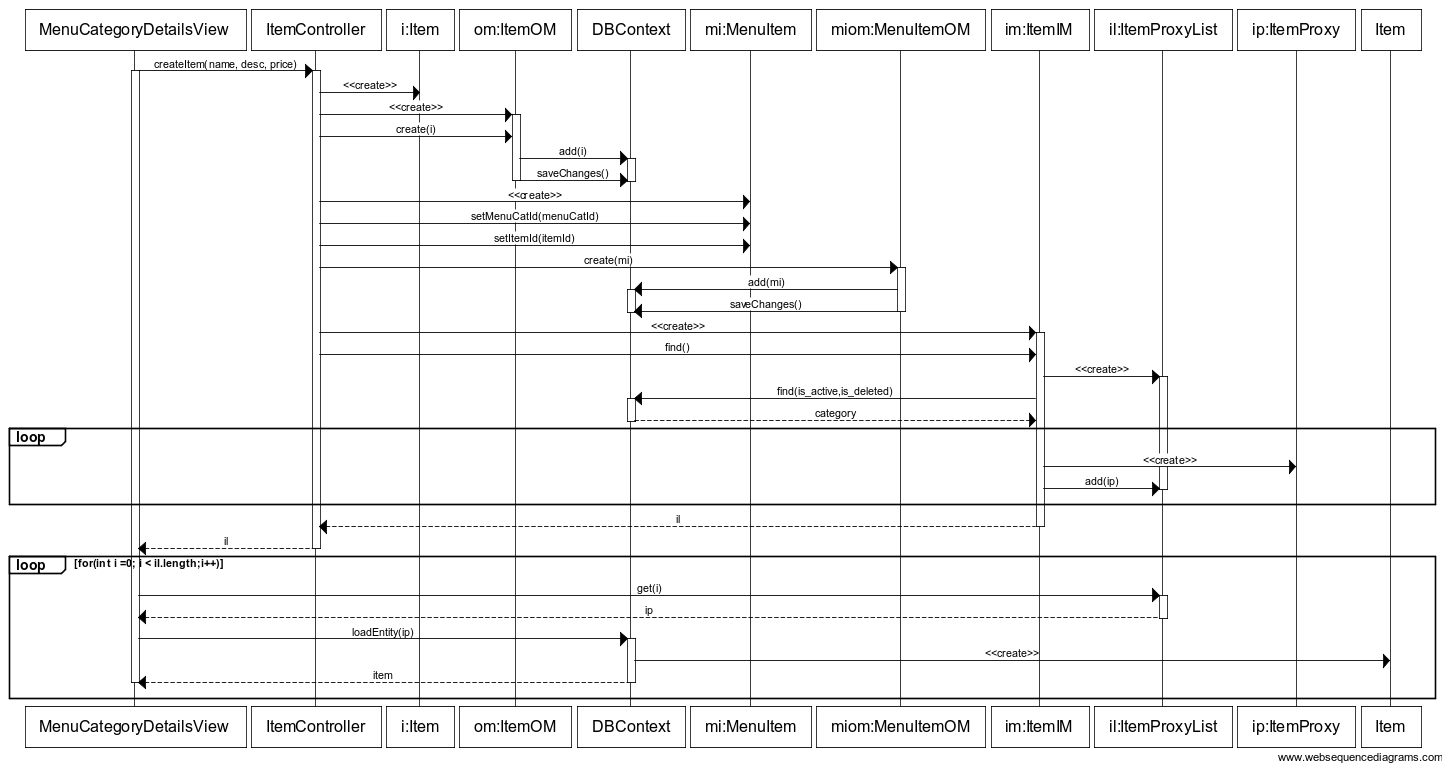 MenuCategoryDetailsView ItemController i:Item om:ItemOM DBContext mi:MenuItem miom:MenuItemOM im:ItemIM il:ItemProxyList ip:ItemProxy Item
createItem(name, desc, price)
<<create>>
<<create>>
create(i)
add(i)
saveChanges()
<<create>>
setMenuCatId(menuCatId)
setItemId(itemId)
create(mi)
add(mi)
saveChanges()
<<create>>
find()
<<create>>
find(is_active,is_deleted)
category
loop
<<create>>
add(ip)
il
il
loop [for(int i =0; i < il.length;i++)]
get(i)
ip
loadEntity(ip)
<<create>>
item
MenuCategoryDetailsView ItemController i:Item om:ItemOM DBContext mi:MenuItem miom:MenuItemOM im:ItemIM il:ItemProxyList ip:ItemProxy Item
www.websequencediagrams.com